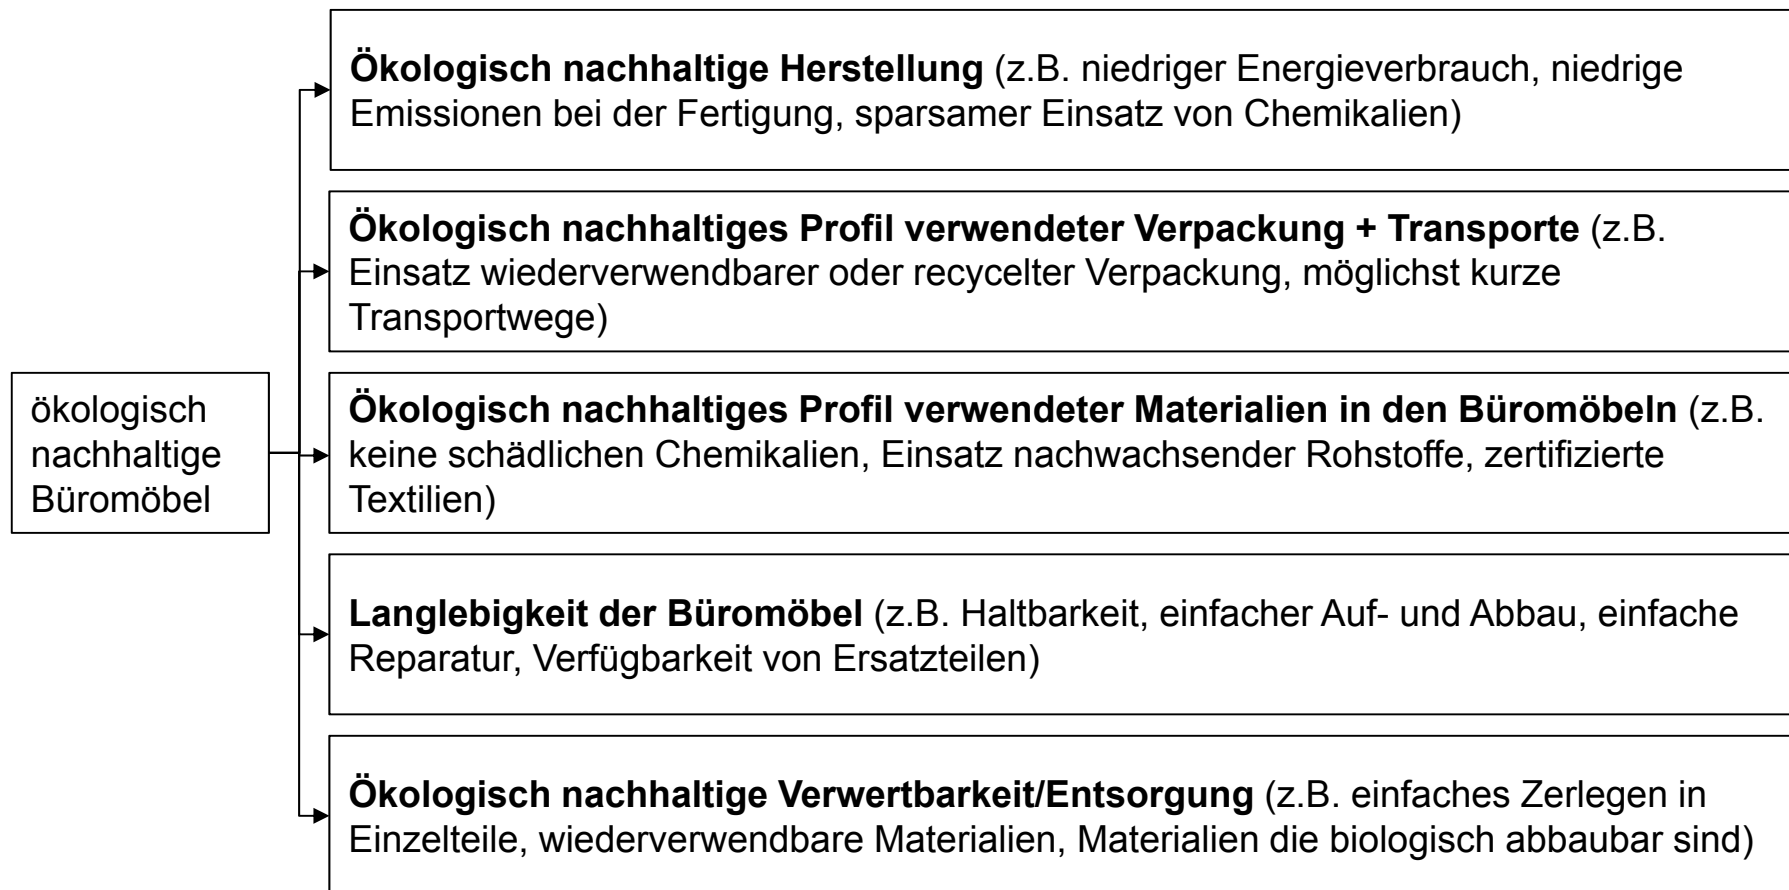 Ökologisch nachhaltige Herstellung (z.B. niedriger Energieverbrauch, niedrige
Emissionen bei der Fertigung, sparsamer Einsatz von Chemikalien)
Ökologisch nachhaltiges Profil verwendeter Verpackung + Transporte (z.B.
Einsatz wiederverwendbarer oder recycelter Verpackung, möglichst kurze
Transportwege)
ökologisch
nachhaltige
Büromöbel
Ökologisch nachhaltiges Profil verwendeter Materialien in den Büromöbeln (z.B.
keine schädlichen Chemikalien, Einsatz nachwachsender Rohstoffe, zertifizierte
Textilien)
Langlebigkeit der Büromöbel (z.B. Haltbarkeit, einfacher Auf- und Abbau, einfache
Reparatur, Verfügbarkeit von Ersatzteilen)
Ökologisch nachhaltige Verwertbarkeit/Entsorgung (z.B. einfaches Zerlegen in
Einzelteile, wiederverwendbare Materialien, Materialien die biologisch abbaubar sind)